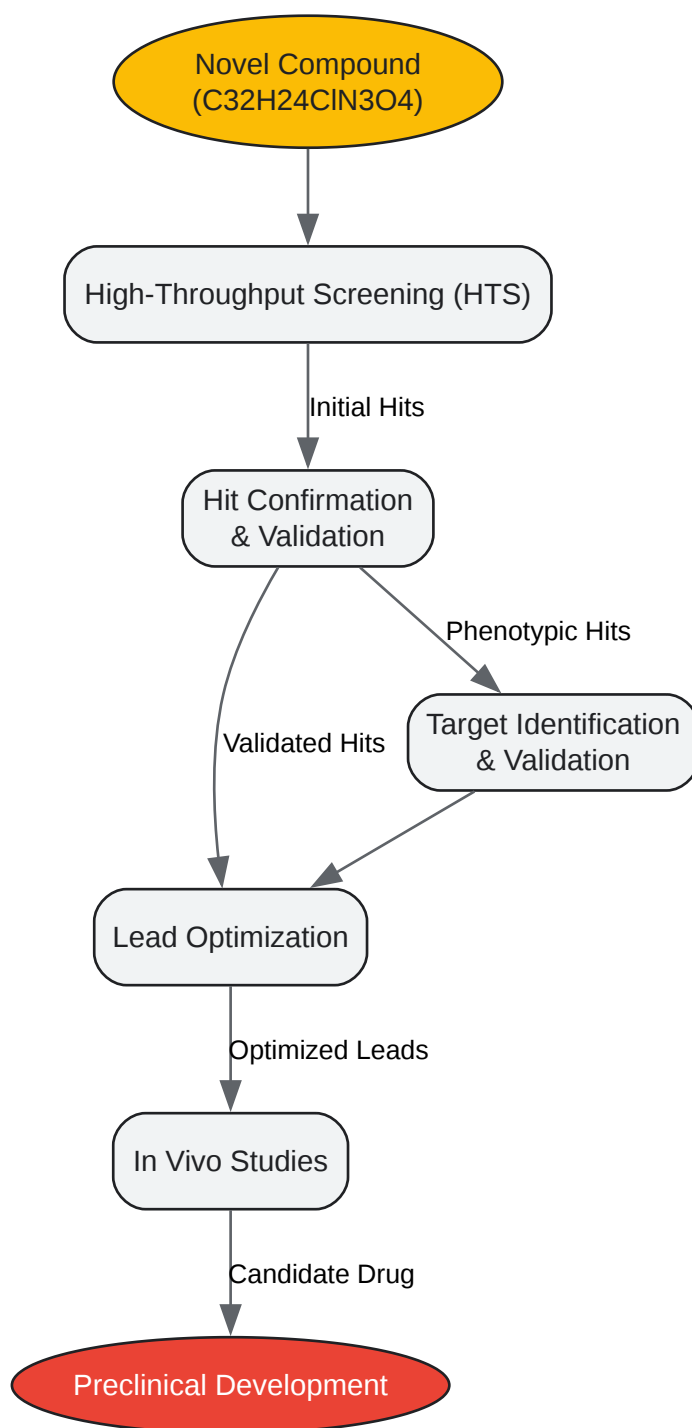 Novel Compound
(C32H24ClN3O4)
High-Throughput Screening (HTS)
Initial Hits
Hit Confirmation
& Validation
Phenotypic Hits
Target Identification
& Validation
Validated Hits
Lead Optimization
Optimized Leads
In Vivo Studies
Candidate Drug
Preclinical Development